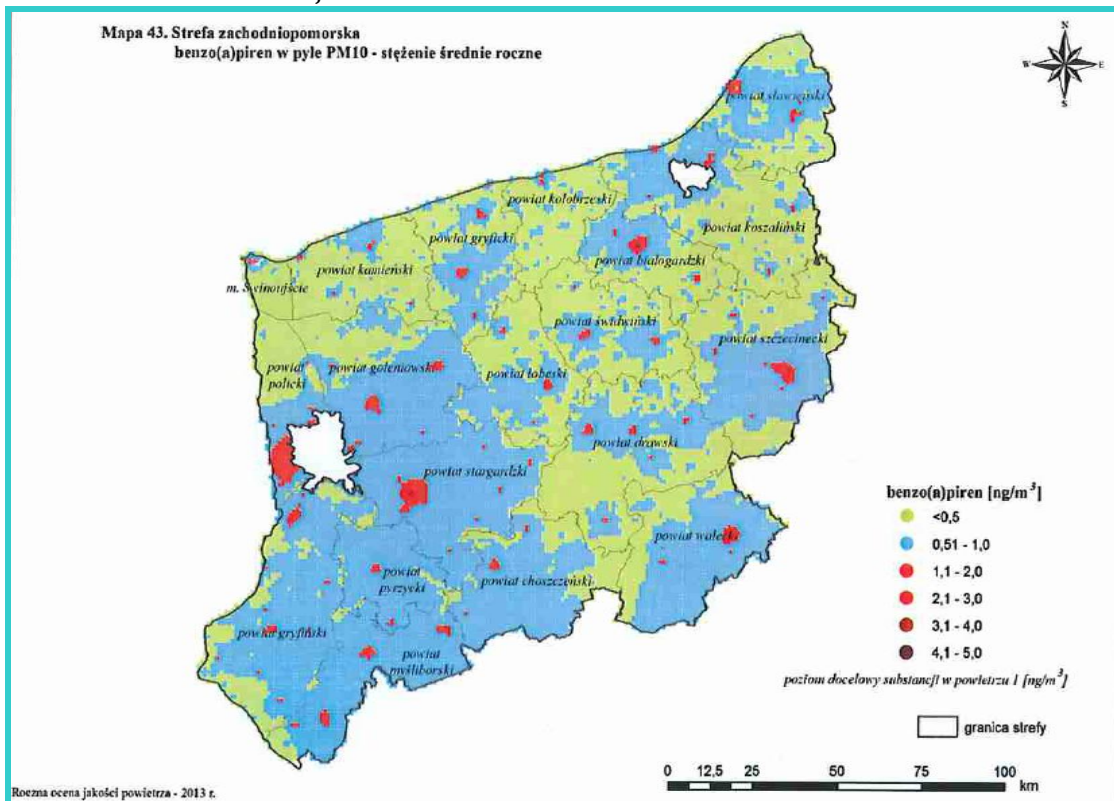 Mapa 43. Strefa zachodniopomorska
benzo(a)piren w pyle PM10 - stężenie średnie roczne
N
W
E
S
powiat sławieński
powiat kołobrzeski
powiat koszaliński
powiat gryficki
powiat białogardzki
powiat kamieński
m. Świnoujście
powiat świdwiński
powiat szczecinecki
powiat policki
powiat goleniowski
powiat łobeski
powiat drawski
powiat stargardzki
powiat wałecki
powiat pyrzycki
powiat choszczeński
powiat gryfiński
powiat myśliborski
benzo(a)piren [ng/m³]
<0,5
0,51 - 1,0
1,1 - 2,0
2,1 - 3,0
3,1 - 4,0
4,1 - 5,0
poziom docelowy substancji w powietrzu 1 [ng/m³]
granica strefy
0 12,5 25 50 75 100
km
Roczna ocena jakości powietrza - 2013 r.